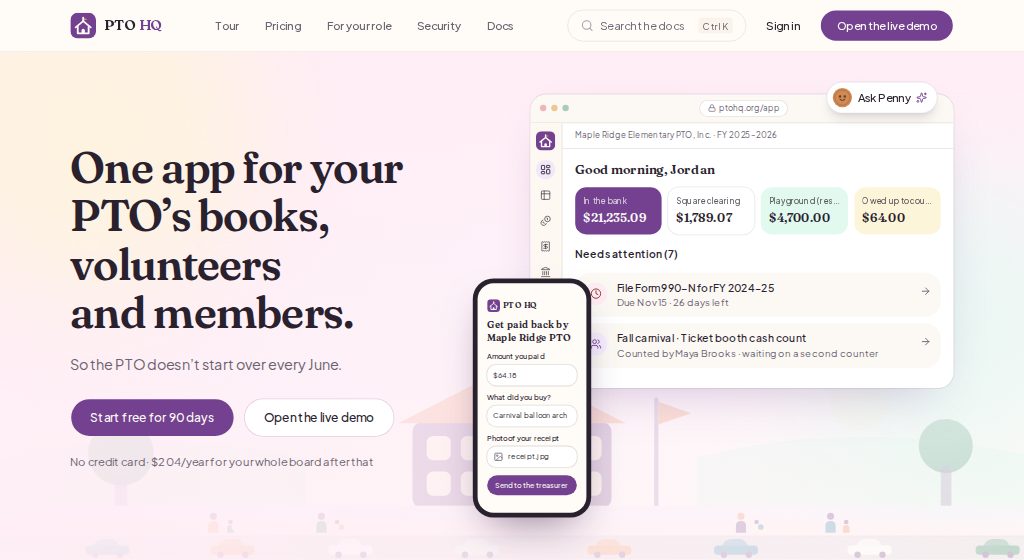 PTO HQ
Tour
Pricing
For your role
Security
Docs
Search the docs
Ctrl K
Sign in
Open the live demo
One app for your
PTO's books,
volunteers
and members.
So the PTO doesn't start over every June.
Start free for 90 days
Open the live demo
No credit card · $204/year for your whole board after that
ptohq.org/app
Ask Penny
Maple Ridge Elementary PTO, Inc. · FY 2025–2026
Good morning, Jordan
In the bank
$21,235.09
Square clearing
$1,789.07
Playground (res...
$4,700.00
Owed up to cou...
$64.00
Needs attention (7)
File Form 990-N for FY 2024-25
Due Nov 15 · 26 days left
Fall carnival · Ticket booth cash count
Counted by Maya Brooks · waiting on a second counter
PTO HQ
Get paid back by
Maple Ridge PTO
Amount you paid
$64.18
What did you buy?
Carnival balloon arch
Photo of your receipt
receipt.jpg
Send to the treasurer